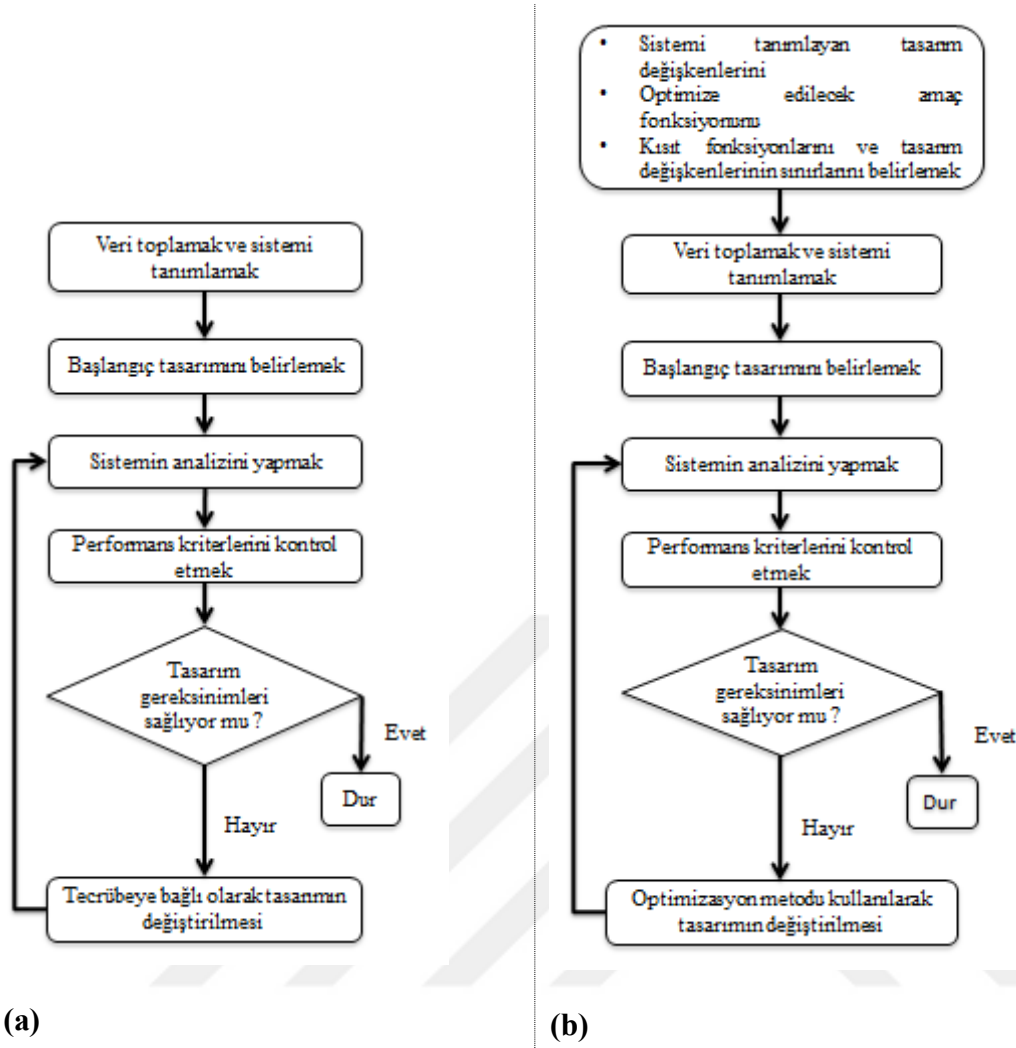 Veri toplamak ve sistemi
tanımlamak
Başlangıç tasarımını belirlemek
Sistemin analizini yapmak
Performans kriterlerini kontrol
etmek
Tasarım
gereksinimleri
sağlıyor mu ?
Evet
Dur
Hayır
Tecrübeye bağlı olarak tasarımın
değiştirilmesi
(a)
• Sistemi tanımlayan tasarım
değişkenlerini
• Optimize edilecek amaç
fonksiyonunu
• Kısıt fonksiyonlarını ve tasarım
değişkenlerinin sınırlarını belirlemek
Veri toplamak ve sistemi
tanımlamak
Başlangıç tasarımını belirlemek
Sistemin analizini yapmak
Performans kriterlerini kontrol
etmek
Tasarım
gereksinimleri
sağlıyor mu ?
Evet
Dur
Hayır
Optimizasyon metodu kullanılarak
tasarımın değiştirilmesi
(b)